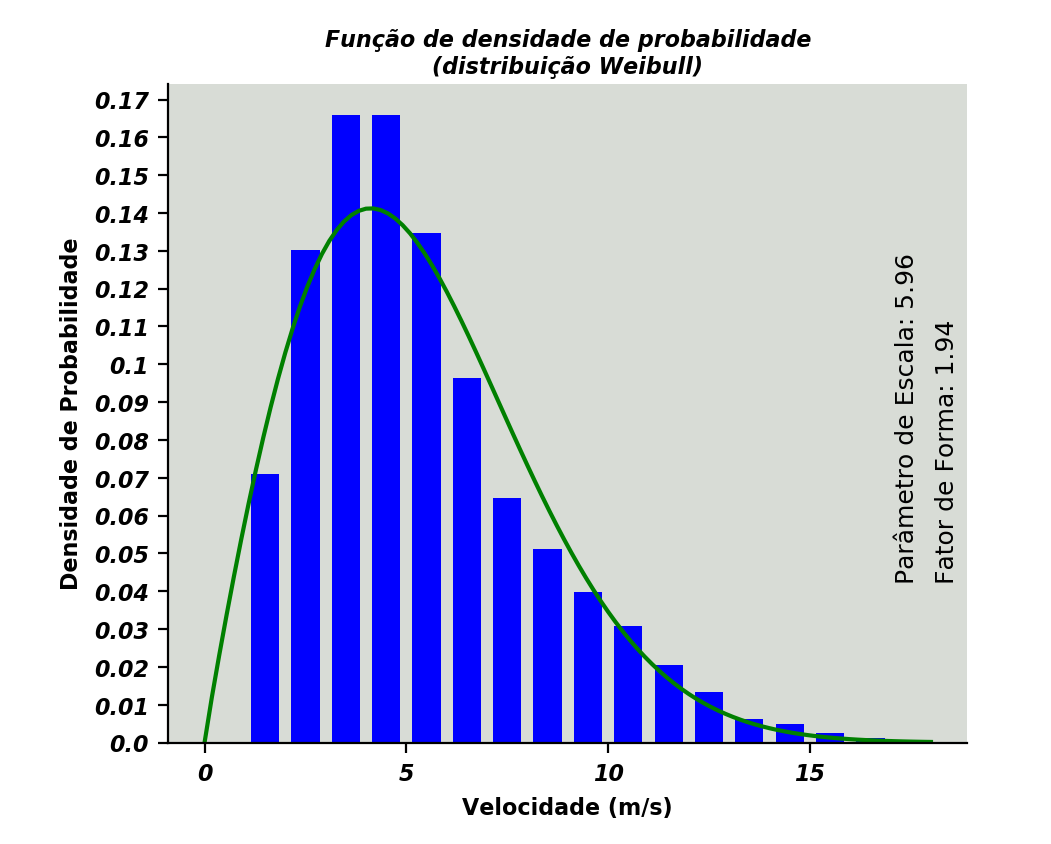 Função de densidade de probabilidade
(distribuição Weibull)
0.17
0.16
0.15
0.14
0.13
0.12
0.11
0.1
0.09
0.08
0.07
0.06
0.05
0.04
0.03
0.02
0.01
0.0
Densidade de Probabilidade
Parâmetro de Escala: 5.96
Fator de Forma: 1.94
0 5 10 15
Velocidade (m/s)